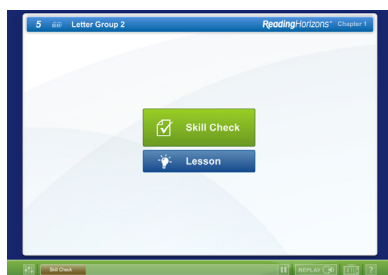 5 Letter Group 2 ReadingHorizons® Chapter 1
Skill Check
Lesson
Skill Check REPLAY ?